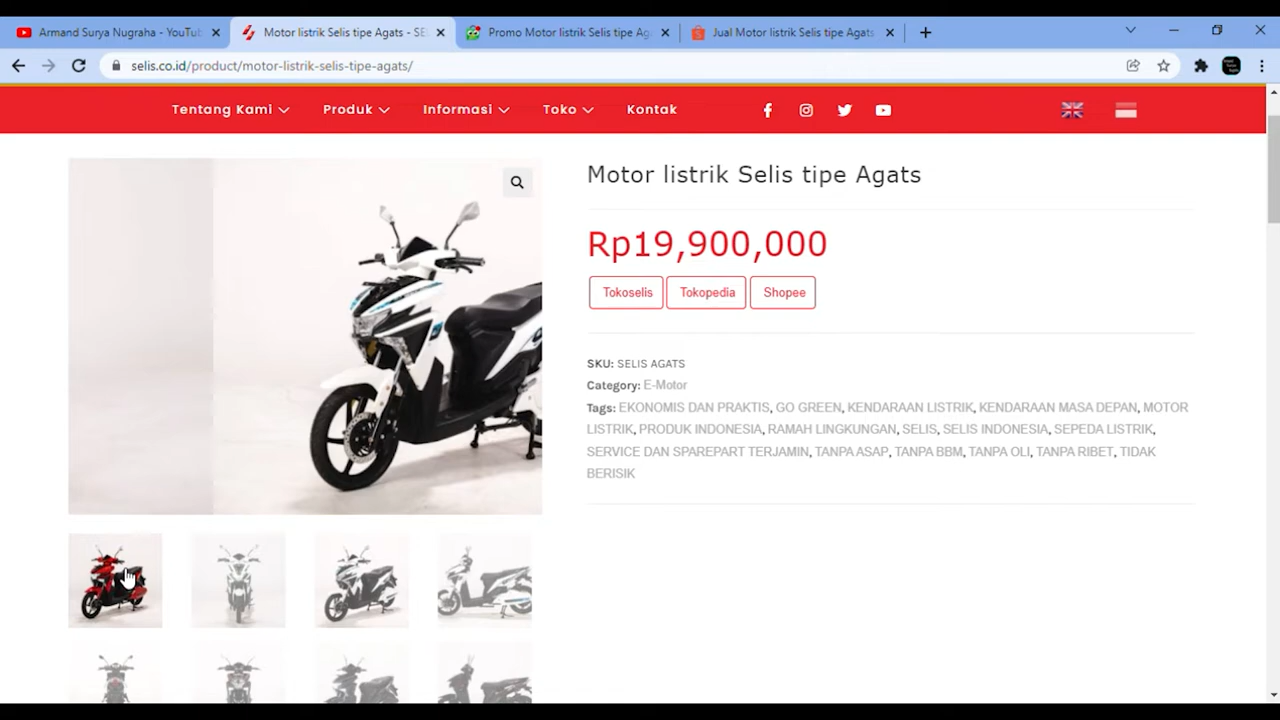 Armand Surya Nugraha - YouTu
Motor listrik Selis tipe Agats - SE
Promo Motor listrik Selis tipe Ag
Jual Motor listrik Selis tipe Agats
selis.co.id/product/motor-listrik-selis-tipe-agats/
Tentang Kami
Produk
Informasi
Toko
Kontak
Motor listrik Selis tipe Agats
Rp19,900,000
Tokoselis
Tokopedia
Shopee
SKU: SELIS AGATS
Category: E-Motor
Tags: EKONOMIS DAN PRAKTIS, GO GREEN, KENDARAAN LISTRIK, KENDARAAN MASA DEPAN, MOTOR
LISTRIK, PRODUK INDONESIA, RAMAH LINGKUNGAN, SELIS, SELIS INDONESIA, SEPEDA LISTRIK,
SERVICE DAN SPAREPART TERJAMIN, TANPA ASAP, TANPA BBM, TANPA OLI, TANPA RIBET, TIDAK
BERISIK